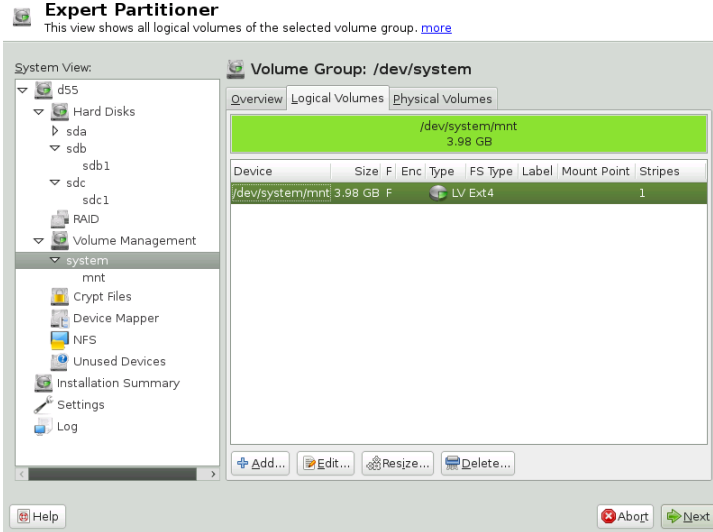 Expert Partitioner
This view shows all logical volumes of the selected volume group. more
System View:
d55
Hard Disks
sda
sdb
sdb1
sdc
sdc1
RAID
Volume Management
system
mnt
Crypt Files
Device Mapper
NFS
Unused Devices
Installation Summary
Settings
Log
Volume Group: /dev/system
Overview Logical Volumes Physical Volumes
/dev/system/mnt
3.98 GB
Device Size F Enc Type FS Type Label Mount Point Stripes
/dev/system/mnt 3.98 GB F LV Ext4 1
Add... Edit... Resize... Delete...
Help Abort Next